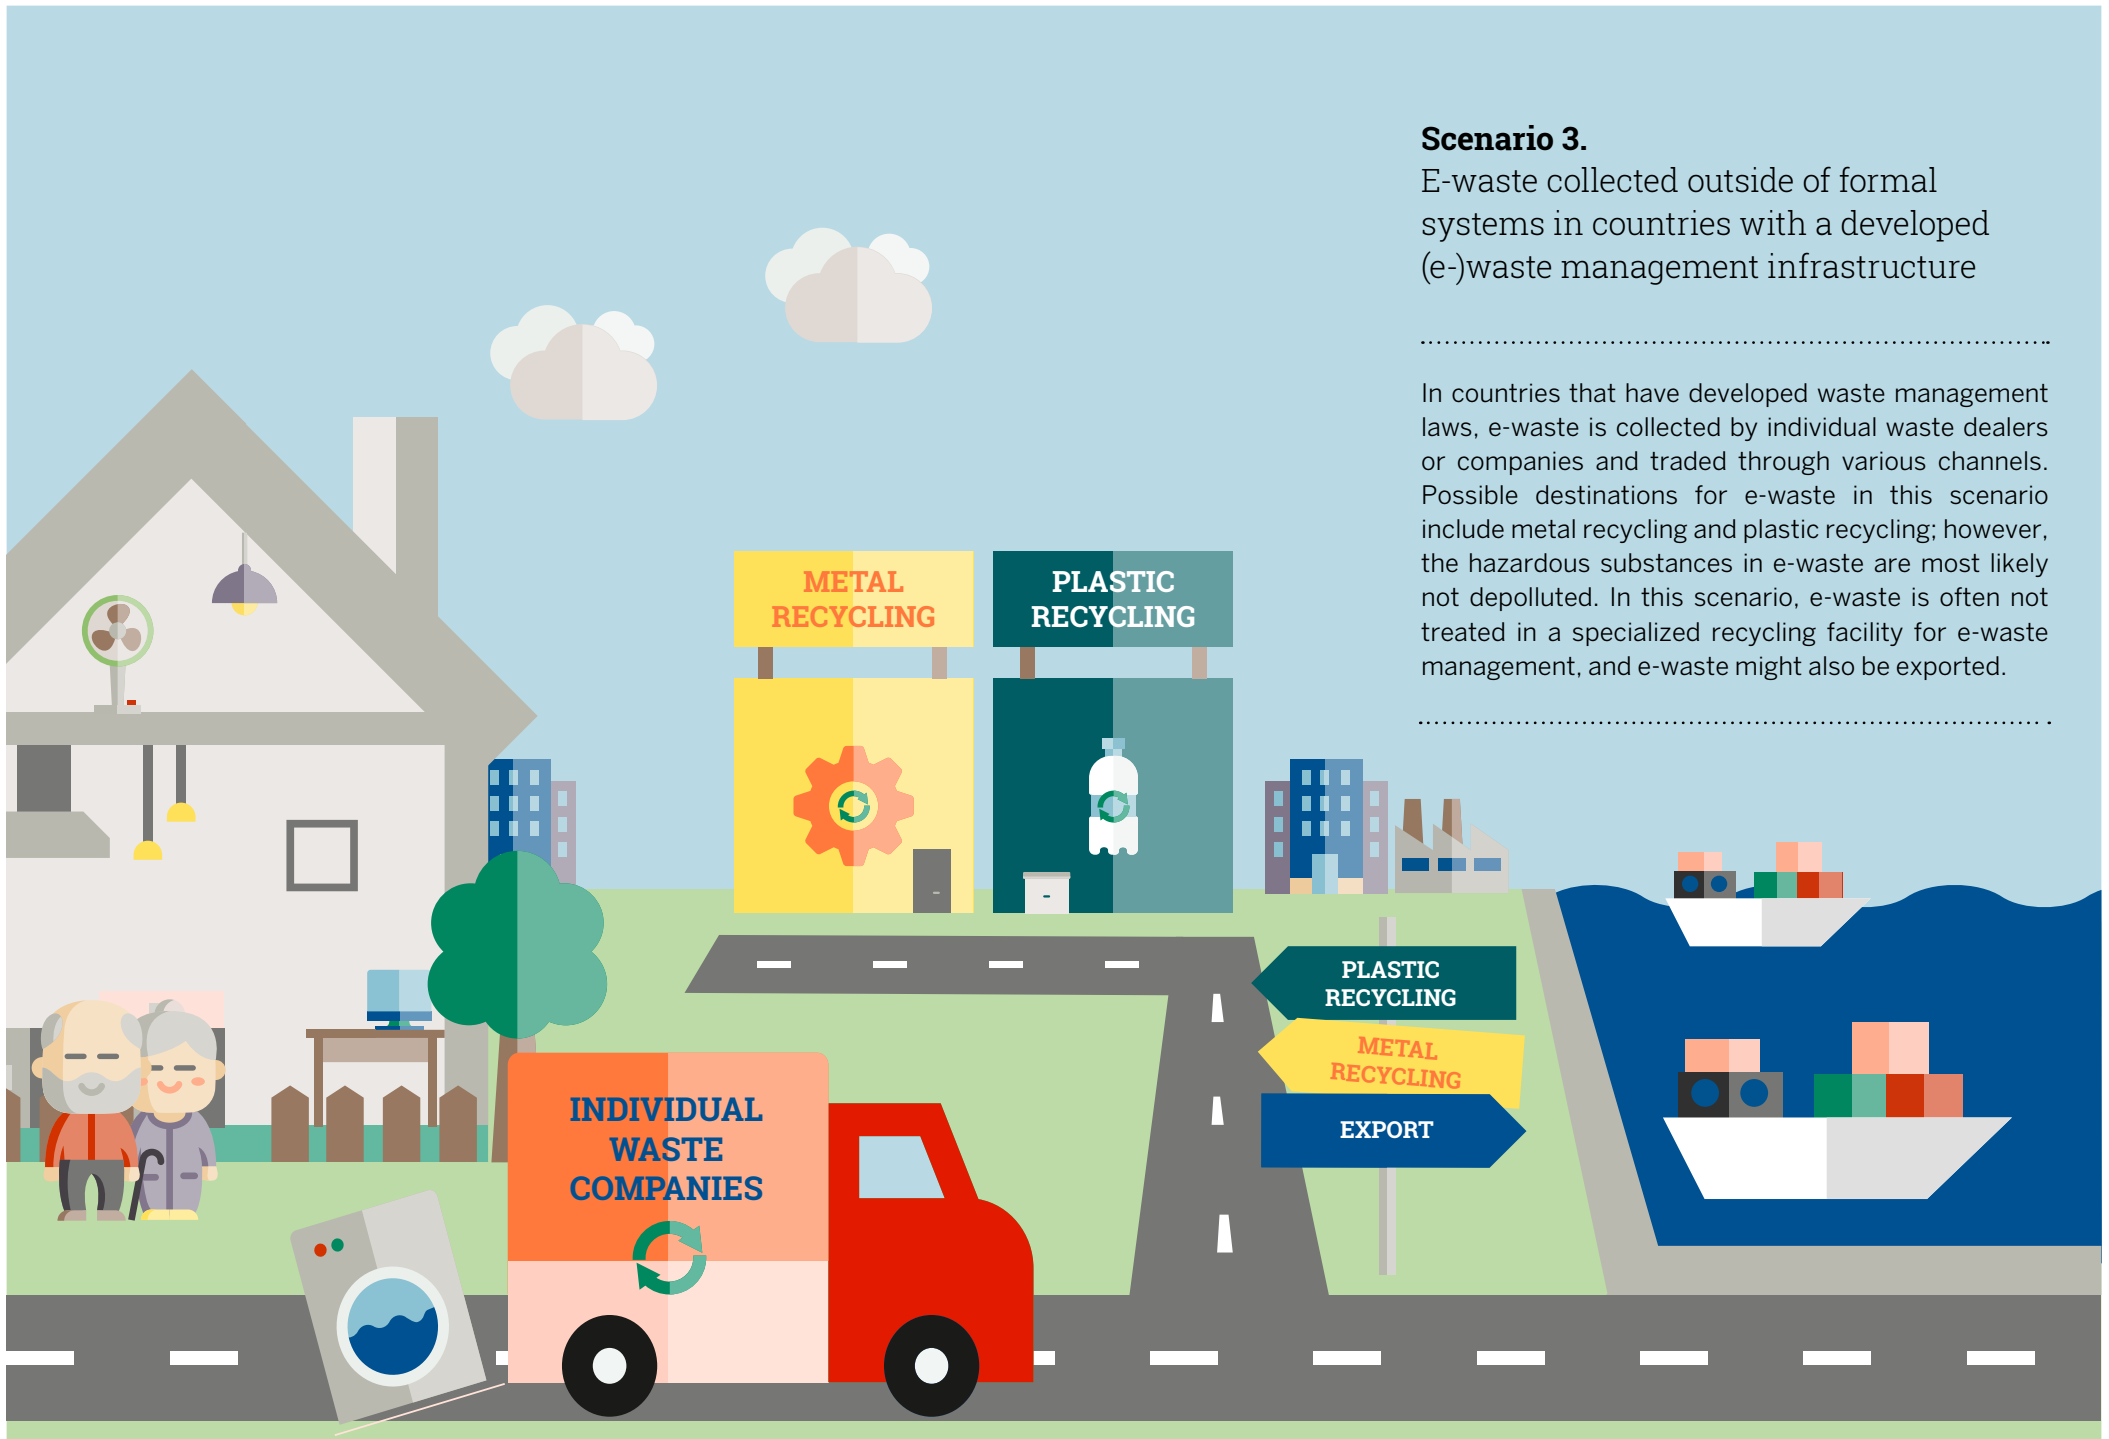 Scenario 3.
E-waste collected outside of formal
systems in countries with a developed
(e-)waste management infrastructure
In countries that have developed waste management
laws, e-waste is collected by individual waste dealers
or companies and traded through various channels.
Possible destinations for e-waste in this scenario
include metal recycling and plastic recycling; however,
the hazardous substances in e-waste are most likely
not depolluted. In this scenario, e-waste is often not
treated in a specialized recycling facility for e-waste
management, and e-waste might also be exported.
METAL
RECYCLING
PLASTIC
RECYCLING
PLASTIC
RECYCLING
METAL
RECYCLING
EXPORT
INDIVIDUAL
WASTE
COMPANIES